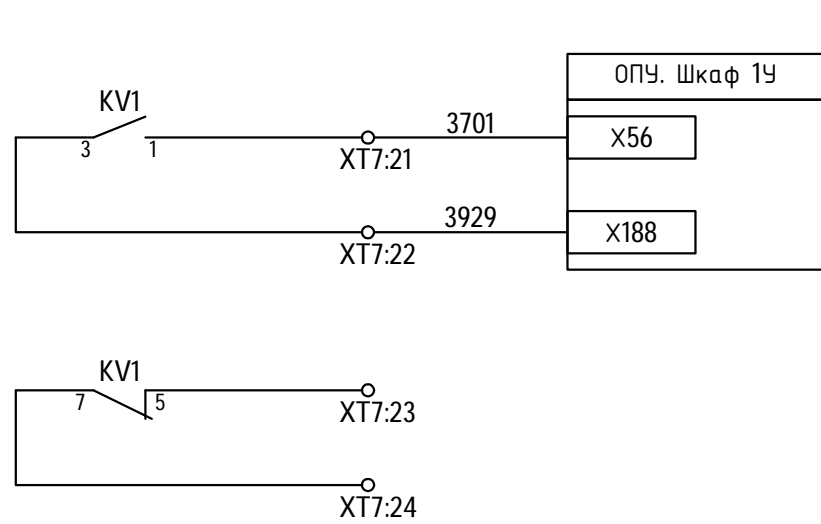 ОПУ. Шкаф 1У
KV1
3701
3
1
X56
XT7:21
3929
X188
XT7:22
KV1
7
5
XT7:23
XT7:24